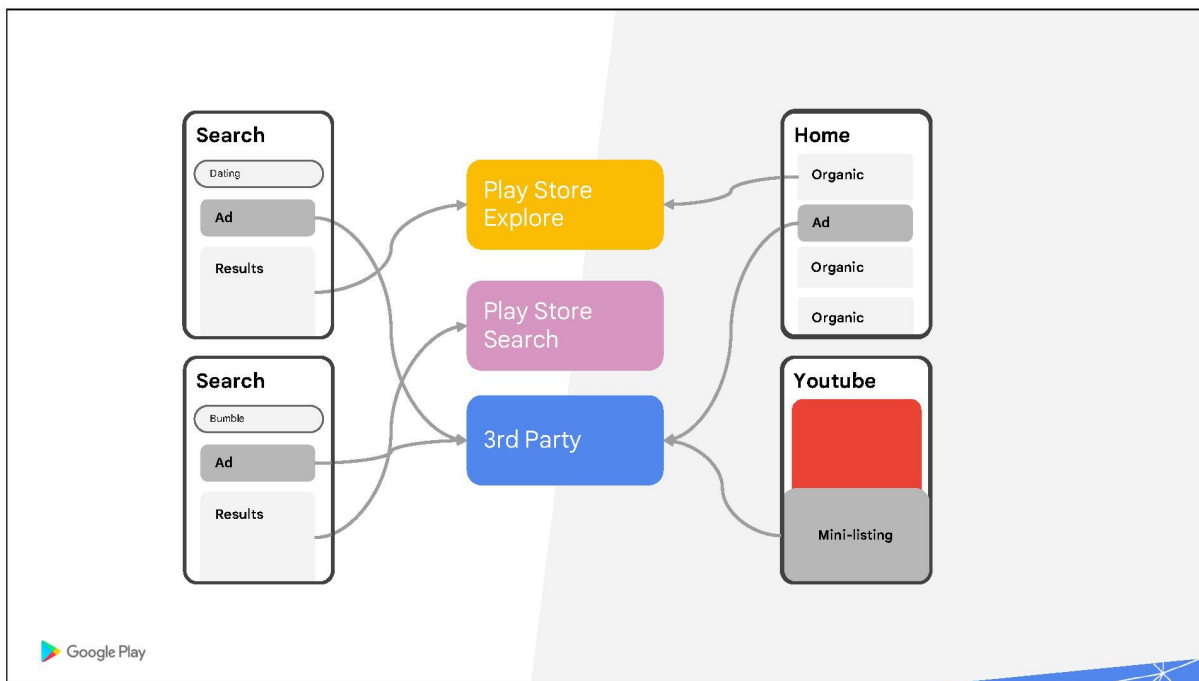 Search
Dating
Ad
Results
Search
Bumble
Ad
Results
Play Store
Explore
Play Store
Search
3rd Party
Home
Organic
Ad
Organic
Organic
Youtube
Mini-listing
Google Play